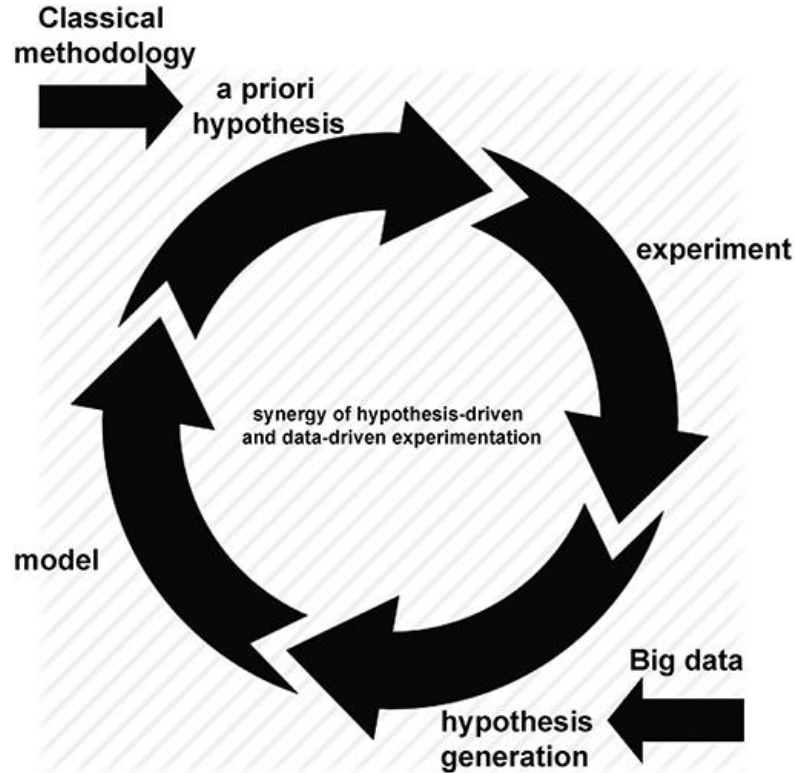 Classical
methodology
a priori
hypothesis
experiment
synergy of hypothesis-driven
and data-driven experimentation
model
Big data
hypothesis
generation